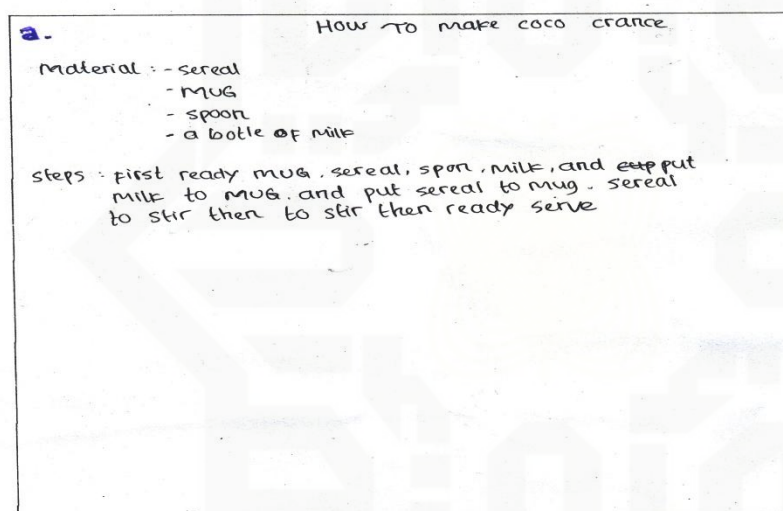 a.
How To make coco crance
Material : - sereal
- MUG
- spoon
- a botle of milk
steps : first ready MUG. sereal, spon, milk, and cup put
milk to MUG. and put sereal to mug. sereal
to stir then to stir then ready serve